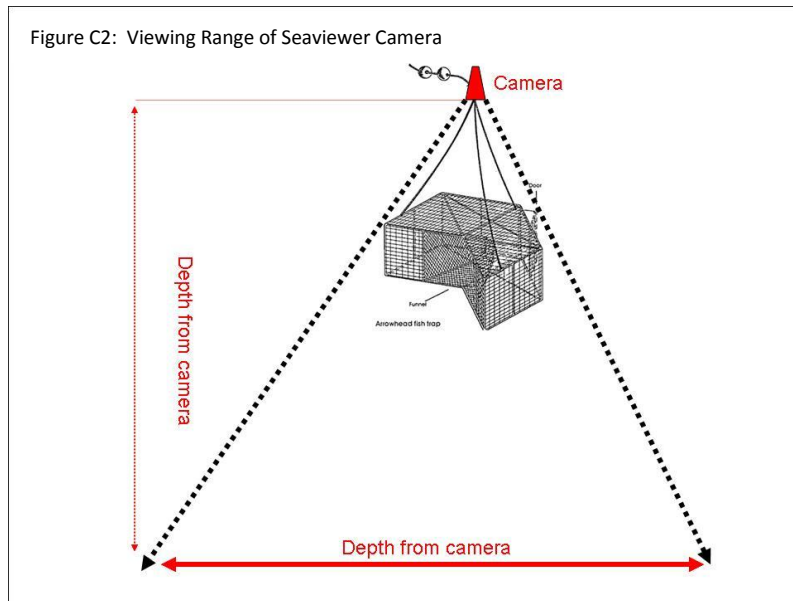 Figure C2: Viewing Range of Seaviewer Camera
Camera
Door
Depth from camera
Funnel
Arrowhead fish trap
Depth from camera